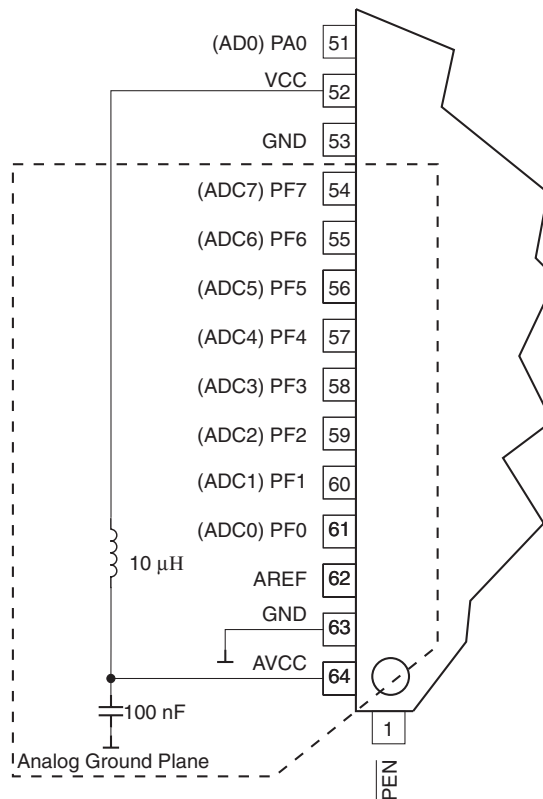 (AD0) PA0 51
VCC 52
GND 53
(ADC7) PF7 54
(ADC6) PF6 55
(ADC5) PF5 56
(ADC4) PF4 57
(ADC3) PF3 58
(ADC2) PF2 59
(ADC1) PF1 60
(ADC0) PF0 61
10 μH
AREF 62
GND 63
AVCC 64
100 nF
1
Analog Ground Plane
PEN